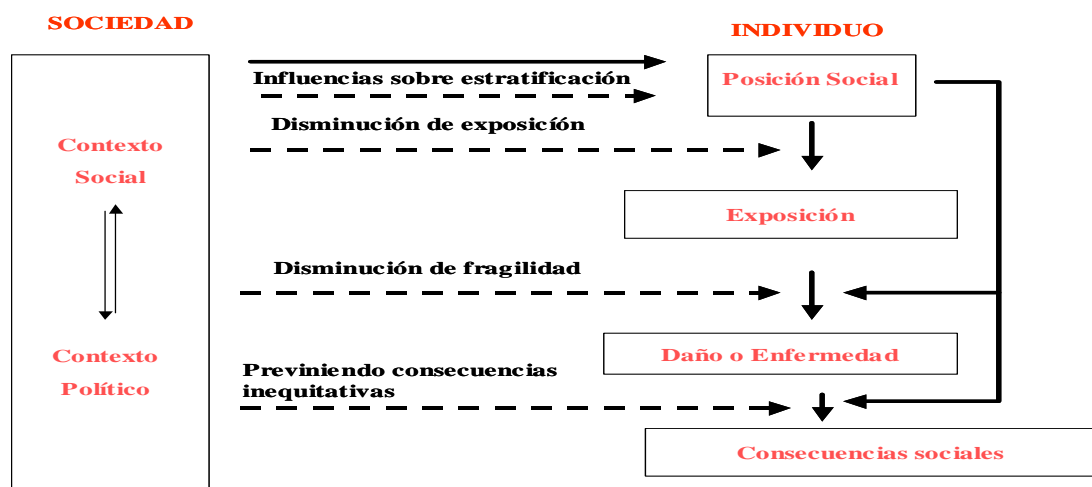 SOCIEDAD
INDIVIDUO
Influencias sobre estratificación
Posición Social
Disminución de exposición
Contexto
Social
Exposición
Disminución de fragilidad
Contexto
Político
Daño o Enfermedad
Previniendo consecuencias
inequitativas
Consecuencias sociales